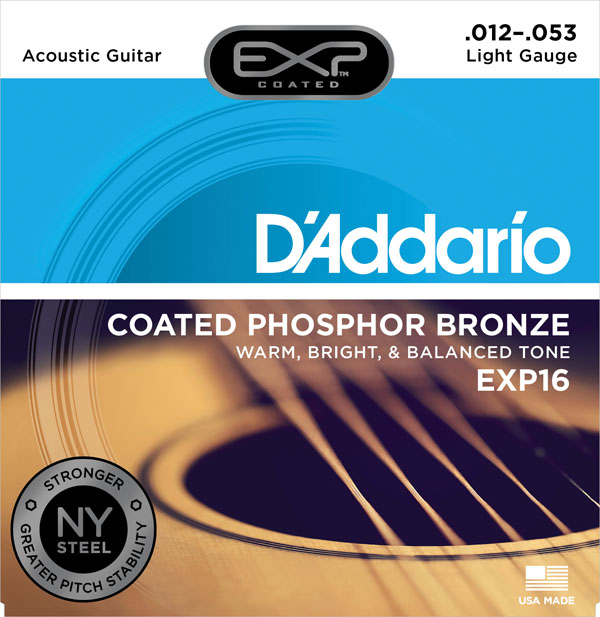 Acoustic Guitar
EXP™
COATED
.012–.053
Light Gauge
D'Addario
COATED PHOSPHOR BRONZE
WARM, BRIGHT, & BALANCED TONE
EXP16
STRONGER
NY
STEEL
GREATER PITCH STABILITY
USA MADE